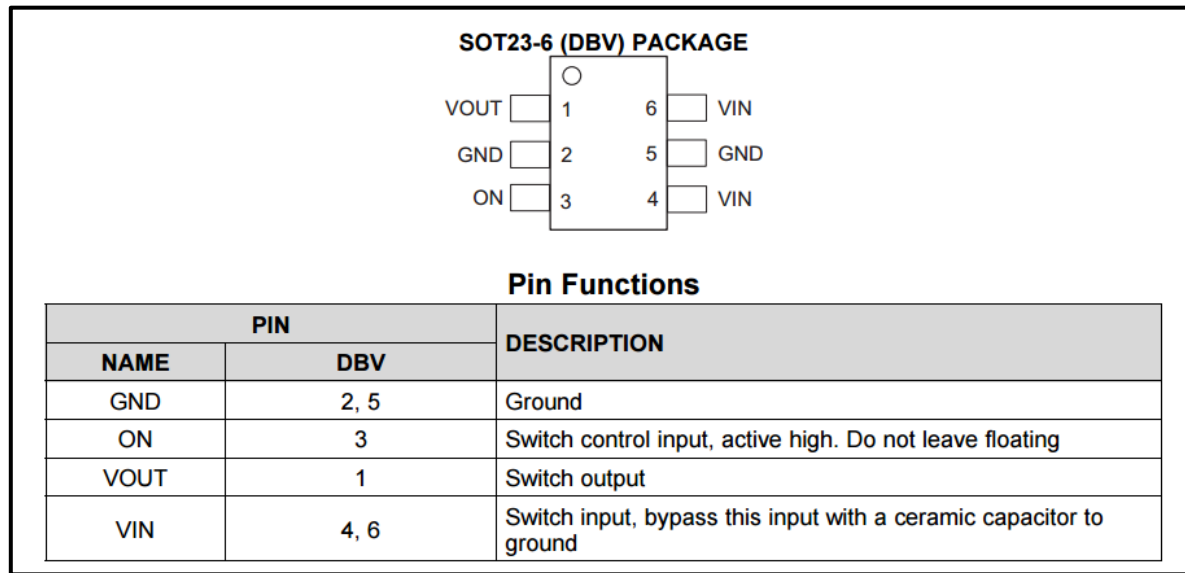 SOT23-6 (DBV) PACKAGE
VOUT 1 6 VIN
GND 2 5 GND
ON 3 4 VIN
Pin Functions
PIN DESCRIPTION
NAME DBV
GND 2, 5 Ground
ON 3 Switch control input, active high. Do not leave floating
VOUT 1 Switch output
VIN 4, 6 Switch input, bypass this input with a ceramic capacitor to
ground